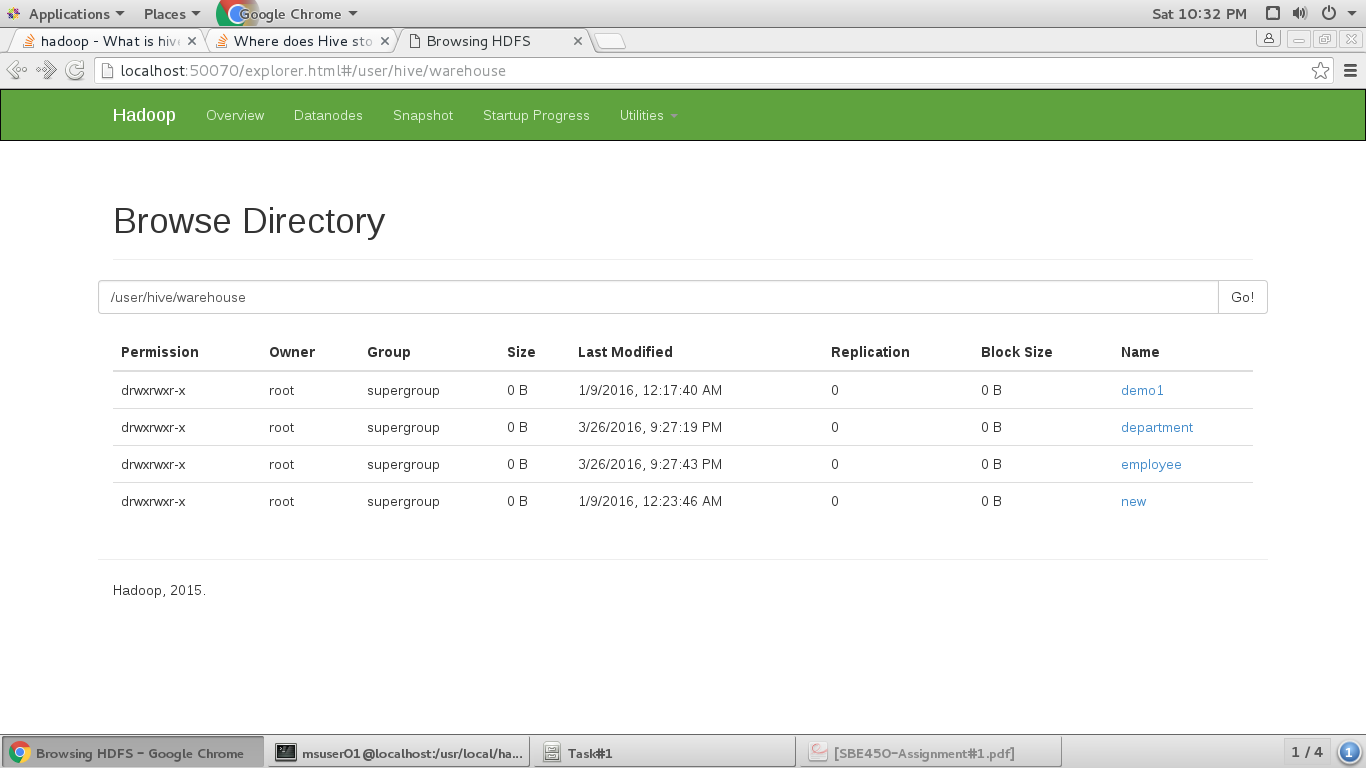 Applications Places Google Chrome Sat 10:32 PM
hadoop - What is hiv Where does Hive sto Browsing HDFS
localhost:50070/explorer.html#/user/hive/warehouse
Hadoop Overview Datanodes Snapshot Startup Progress Utilities
Browse Directory
/user/hive/warehouse Go!
Permission Owner Group Size Last Modified Replication Block Size Name
drwxrwxr-x root supergroup 0 B 1/9/2016, 12:17:40 AM 0 0 B demo1
drwxrwxr-x root supergroup 0 B 3/26/2016, 9:27:19 PM 0 0 B department
drwxrwxr-x root supergroup 0 B 3/26/2016, 9:27:43 PM 0 0 B employee
drwxrwxr-x root supergroup 0 B 1/9/2016, 12:23:46 AM 0 0 B new
Hadoop, 2015.
Browsing HDFS - Google Chrome msuser01@localhost:/usr/local/ha... Task#1 [SBE450-Assignment#1.pdf] 1 / 4 1